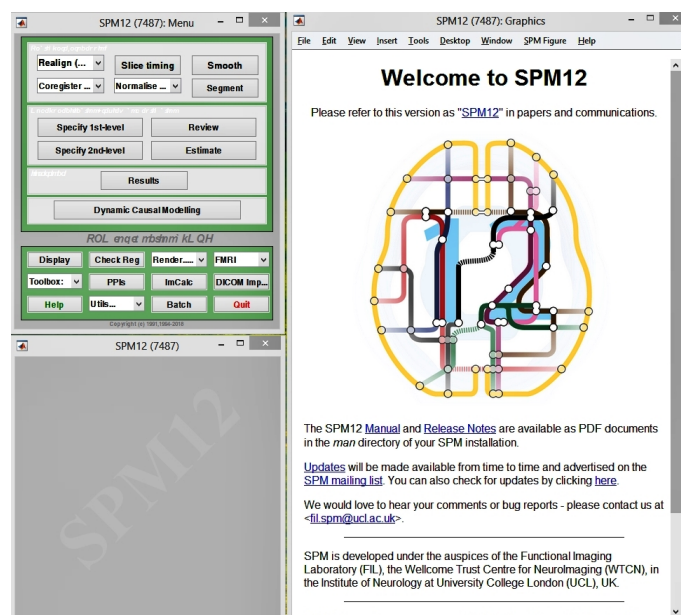 SPM12 (7487): Menu
Realign (...
Slice timing
Smooth
Coregister ...
Normalise ...
Segment
Specify 1st-level
Review
Specify 2nd-level
Estimate
Results
Dynamic Causal Modelling
Display
Check Reg
Render.....
FMRI
Toolbox:
PPIs
ImCalc
DICOM Imp...
Help
Utils...
Batch
Quit
SPM12 (7487)
SPM12
SPM12 (7487): Graphics
File Edit View Insert Tools Desktop Window SPM Figure Help
Welcome to SPM12
Please refer to this version as "SPM12" in papers and communications.
12
The SPM12 Manual and Release Notes are available as PDF documents
in the man directory of your SPM installation.
Updates will be made available from time to time and advertised on the
SPM mailing list. You can also check for updates by clicking here.
We would love to hear your comments or bug reports - please contact us at
<fil.spm@ucl.ac.uk>.
SPM is developed under the auspices of the Functional Imaging
Laboratory (FIL), the Wellcome Trust Centre for NeuroImaging (WTCN), in
the Institute of Neurology at University College London (UCL), UK.